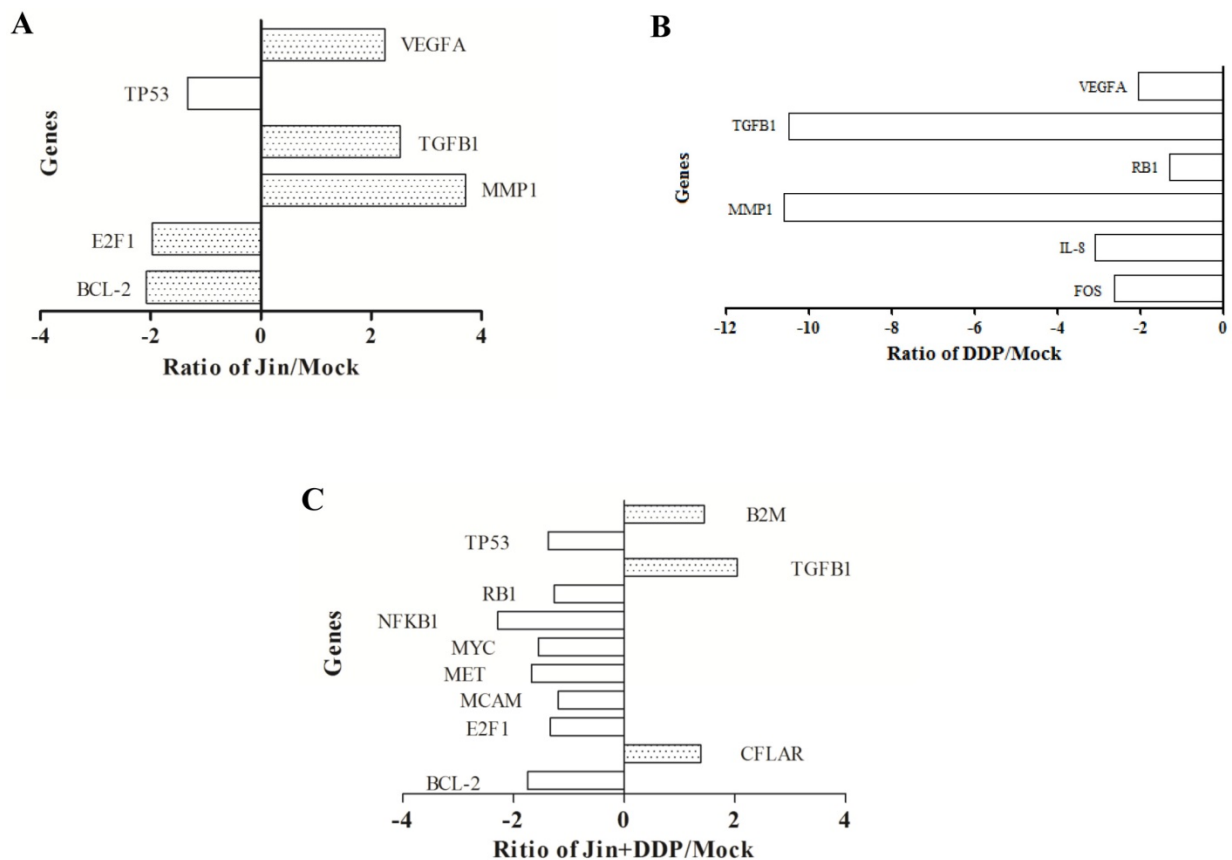 A
VEGFA
TP53
TGFB1
MMP1
E2F1
BCL-2
Genes
-4 -2 0 2 4
Ratio of Jin/Mock
B
VEGFA
TGFB1
RB1
MMP1
IL-8
FOS
Genes
-12 -10 -8 -6 -4 -2 0
Ratio of DDP/Mock
C
B2M
TP53
TGFB1
RB1
NFKB1
MYC
MET
MCAM
E2F1
CFLAR
BCL-2
Genes
-4 -2 0 2 4
Ritio of Jin+DDP/Mock